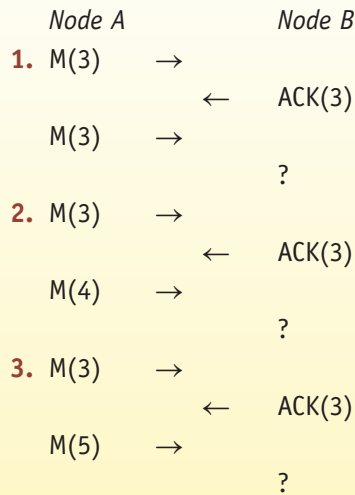 Node A Node B
1. M(3) →
← ACK(3)
M(3) →
?
2. M(3) →
← ACK(3)
M(4) →
?
3. M(3) →
← ACK(3)
M(5) →
?